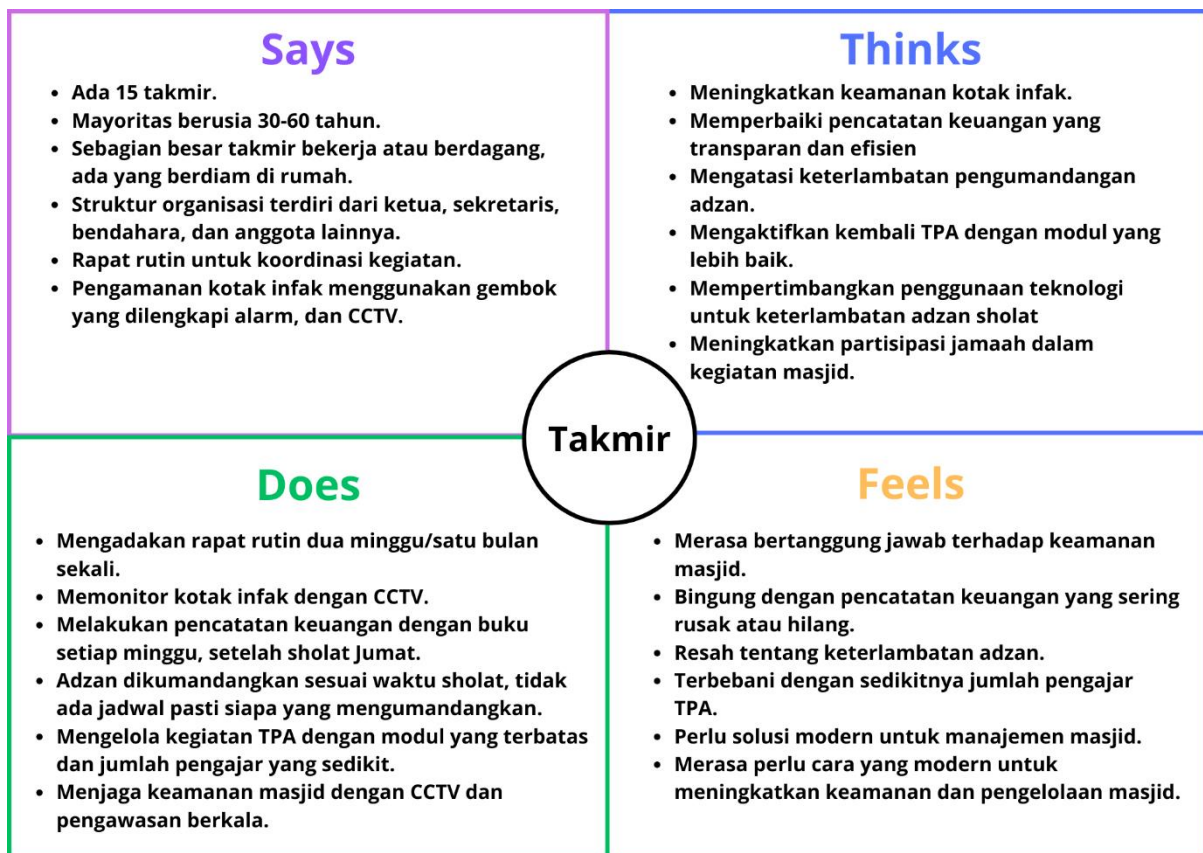 Says
• Ada 15 takmir.
• Mayoritas berusia 30-60 tahun.
• Sebagian besar takmir bekerja atau berdagang,
ada yang berdiam di rumah.
• Struktur organisasi terdiri dari ketua, sekretaris,
bendahara, dan anggota lainnya.
• Rapat rutin untuk koordinasi kegiatan.
• Pengamanan kotak infak menggunakan gembok
yang dilengkapi alarm, dan CCTV.
Thinks
• Meningkatkan keamanan kotak infak.
• Memperbaiki pencatatan keuangan yang
transparan dan efisien
• Mengatasi keterlambatan pengumandangan
adzan.
• Mengaktifkan kembali TPA dengan modul yang
lebih baik.
• Mempertimbangkan penggunaan teknologi
untuk keterlambatan adzan sholat
• Meningkatkan partisipasi jamaah dalam
kegiatan masjid.
Takmir
Does
• Mengadakan rapat rutin dua minggu/satu bulan
sekali.
• Memonitor kotak infak dengan CCTV.
• Melakukan pencatatan keuangan dengan buku
setiap minggu, setelah sholat Jumat.
• Adzan dikumandangkan sesuai waktu sholat, tidak
ada jadwal pasti siapa yang mengumandangkan.
• Mengelola kegiatan TPA dengan modul yang terbatas
dan jumlah pengajar yang sedikit.
• Menjaga keamanan masjid dengan CCTV dan
pengawasan berkala.
Feels
• Merasa bertanggung jawab terhadap keamanan
masjid.
• Bingung dengan pencatatan keuangan yang sering
rusak atau hilang.
• Resah tentang keterlambatan adzan.
• Terbebani dengan sedikitnya jumlah pengajar
TPA.
• Perlu solusi modern untuk manajemen masjid.
• Merasa perlu cara yang modern untuk
meningkatkan keamanan dan pengelolaan masjid.